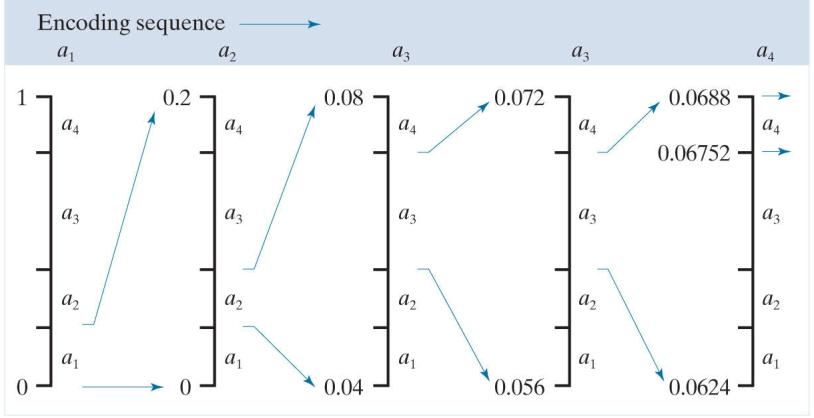 Encoding sequence
a1 a2 a3 a3 a4
1 0.2 0.08 0.072 0.0688
a4 a4 a4 a4 a4
0.06752
a3 a3 a3 a3 a3
a2 a2 a2 a2 a2
a1 a1 a1 a1 a1
0 0 0.04 0.056 0.0624